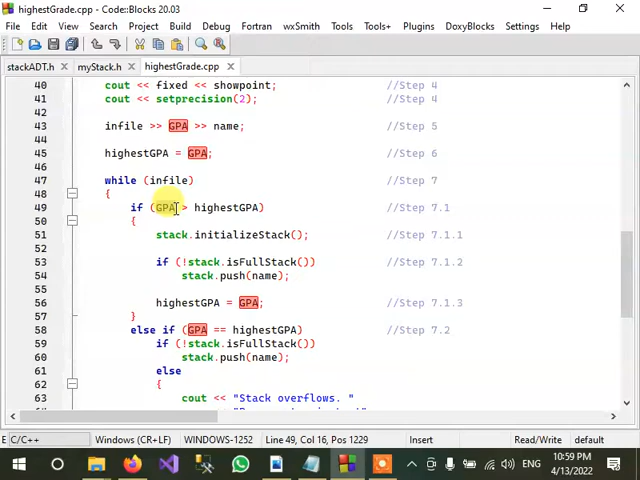 highestGrade.cpp - Code::Blocks 20.03
File Edit View Search Project Build Debug Fortran wxSmith Tools Tools+ Plugins DoxyBlocks Settings Help
stackADT.h myStack.h highestGrade.cpp
40 cout << fixed << showpoint; //Step 4
41 cout << setprecision(2); //Step 4
42
43 infile >> GPA >> name; //Step 5
44
45 highestGPA = GPA; //Step 6
46
47 while (infile) //Step 7
48 {
49 if (GPA > highestGPA) //Step 7.1
50 {
51 stack.initializeStack(); //Step 7.1.1
52
53 if (!stack.isFullStack()) //Step 7.1.2
54 stack.push(name);
55
56 highestGPA = GPA; //Step 7.1.3
57 }
58 else if (GPA == highestGPA) //Step 7.2
59 if (!stack.isFullStack())
60 stack.push(name);
61 else
62 {
63 cout << "Stack overflows. "
E C/C++ Windows (CR+LF) WINDOWS-1252 Line 49, Col 16, Pos 1229 Insert Read/Write default
10:59 PM
ENG
4/13/2022